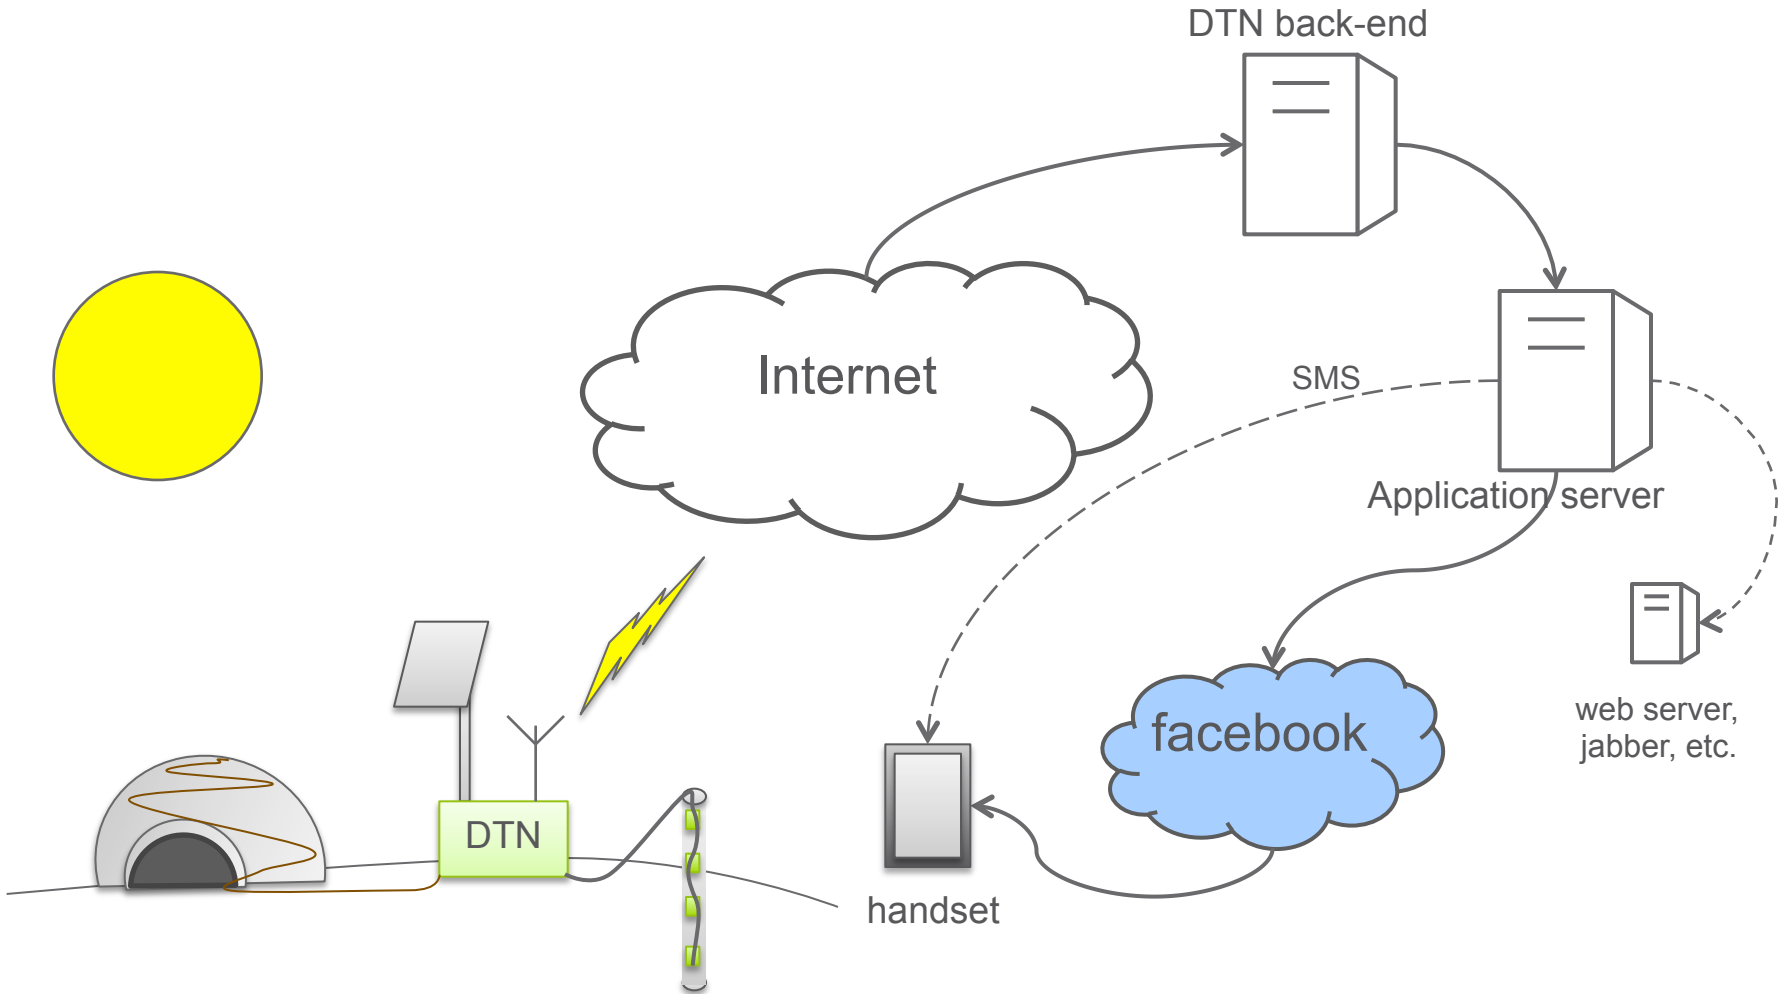 DTN back-end
Internet
SMS
Application server
facebook
web server,
jabber, etc.
DTN
handset